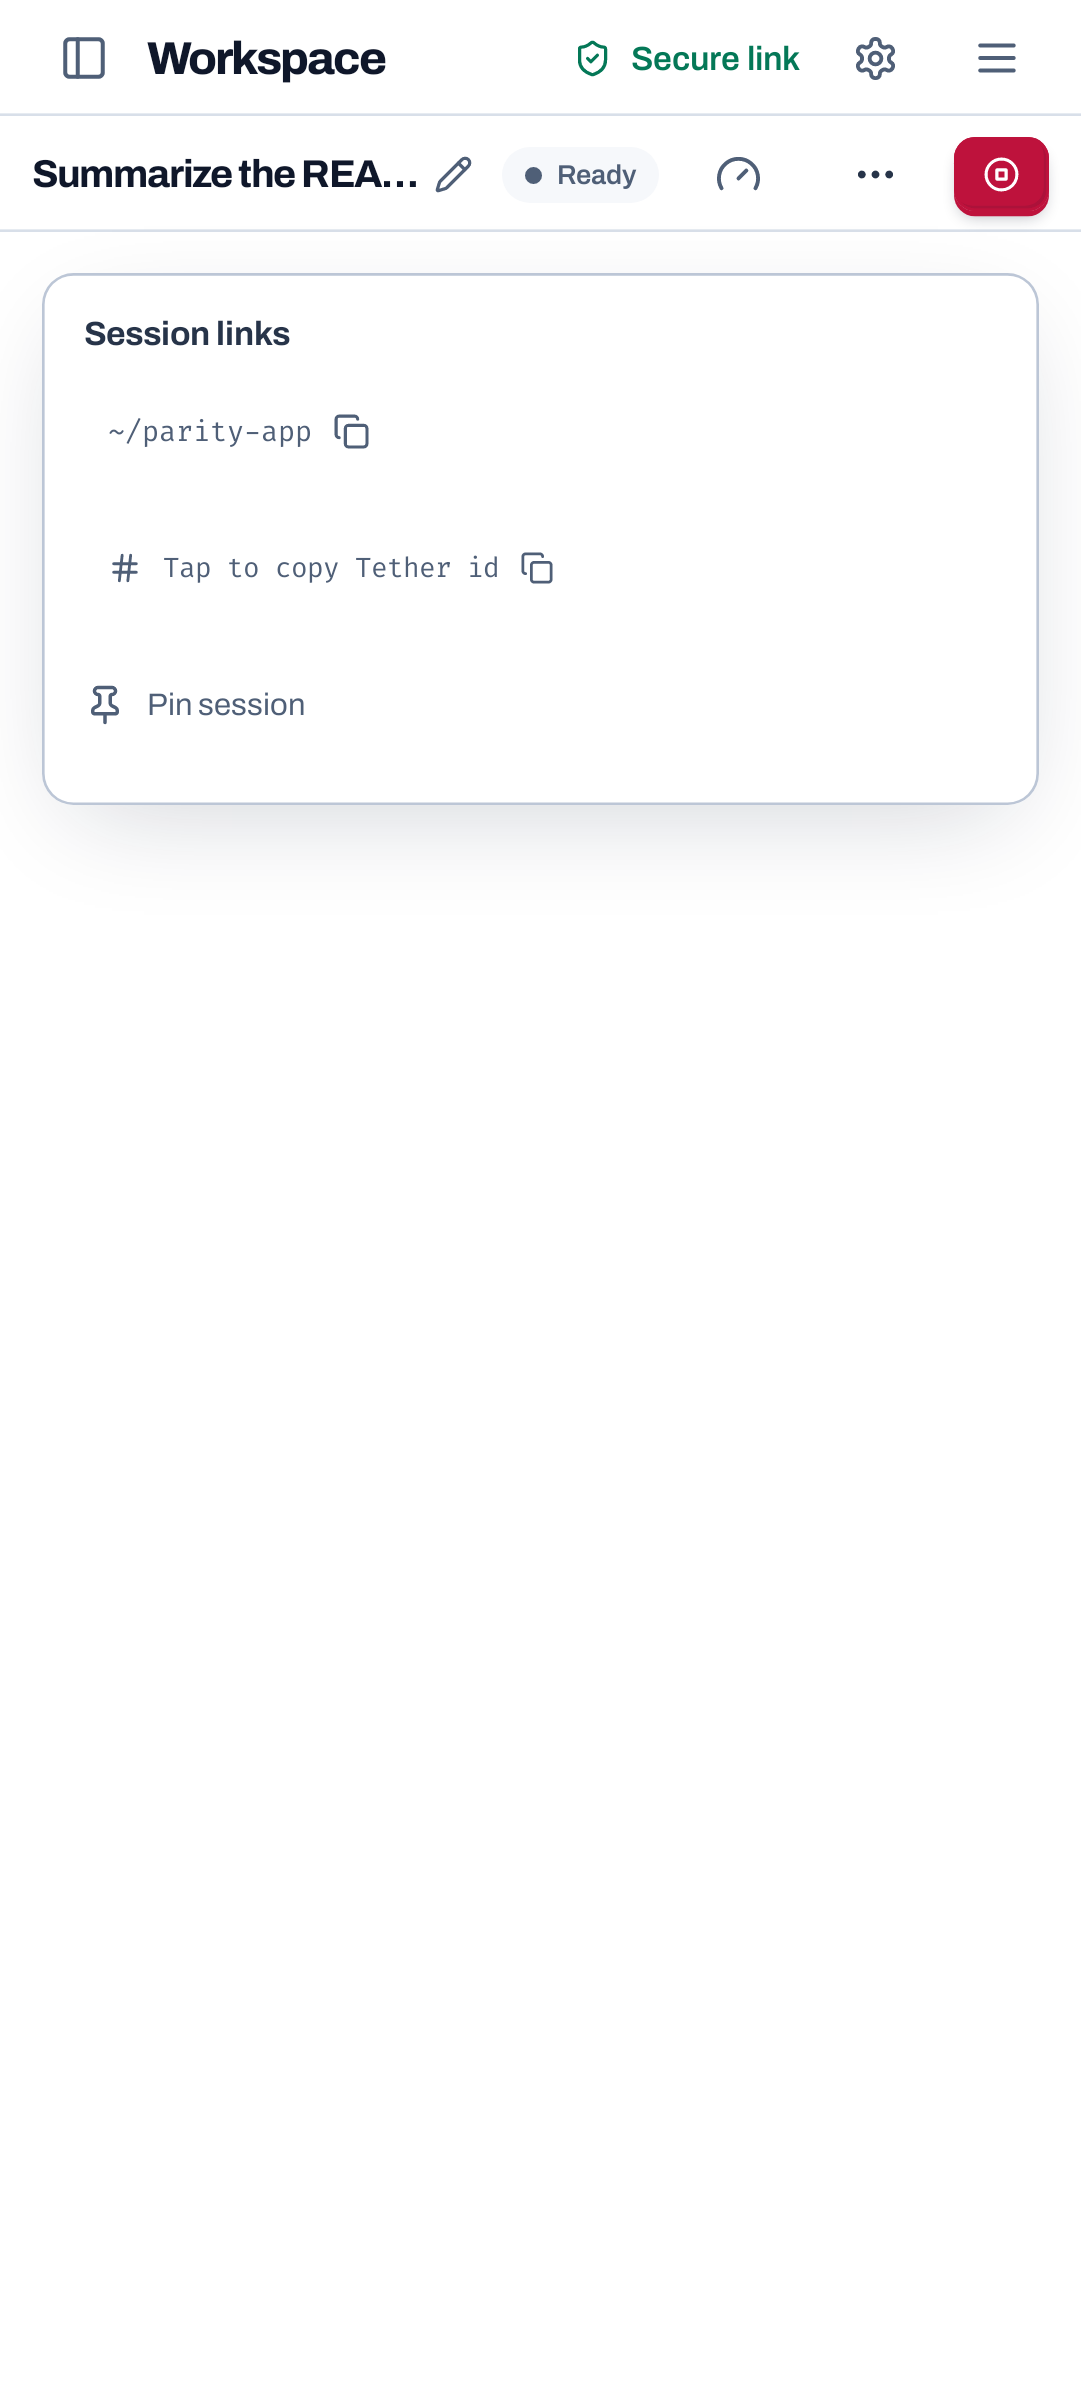 Workspace
Secure link
Summarize the REA...
Ready
Session links
~/parity-app
# Tap to copy Tether id
Pin session